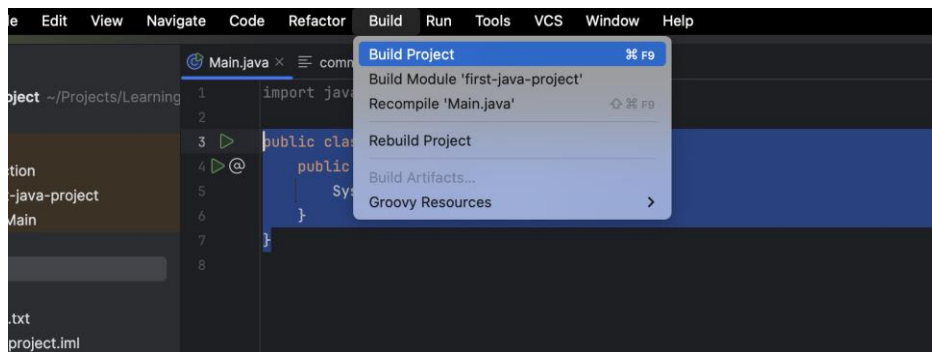 le Edit View Navigate Code Refactor Build Run Tools VCS Window Help
Main.java × comm
Build Project ⌘ F9
Build Module 'first-java-project'
oject ~/Projects/Learning
1 import java
Recompile 'Main.java' ⇧ ⌘ F9
2
3 public clas
Rebuild Project
tion
4 @ public
Build Artifacts...
-java-project
5 Sys
Groovy Resources
Main
6 }
7 }
8
.txt
project.iml